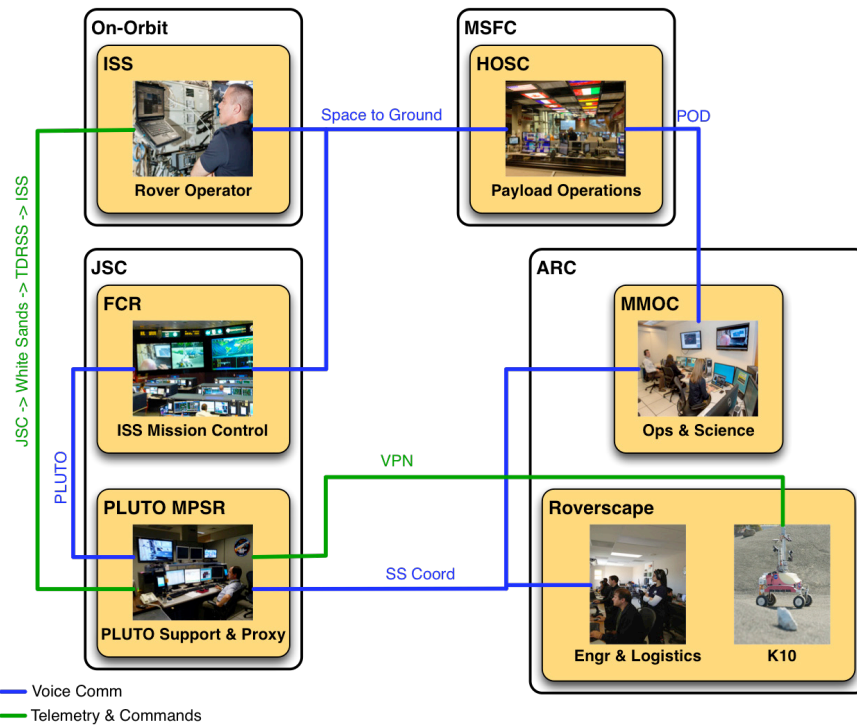 On-Orbit
ISS
Rover Operator
Space to Ground
MSFC
HOSC
Payload Operations
POD
JSC -> White Sands -> TDRSS -> ISS
JSC
FCR
ISS Mission Control
PLUTO
PLUTO MPSR
PLUTO Support & Proxy
VPN
SS Coord
ARC
MMOC
Ops & Science
Roverscape
Engr & Logistics
K10
Voice Comm
Telemetry & Commands